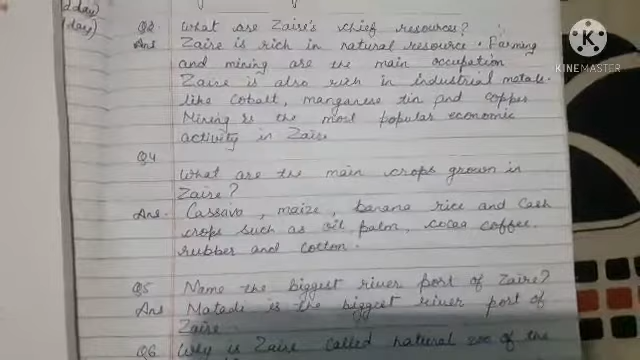 2 day)
(day)
Q3 What are Zaire's chief resources?
Ans Zaire is rich in natural resource. Farming
and mining are the main occupation
Zaire is also rich in industrial metals.
like Cobalt, manganese tin and copper
Mining is the most popular economic
activity in Zaire
Q4
What are the main crops grown in
Zaire?
Ans. Cassava, maize, banana rice and cash
crops such as oil palm, cocoa coffee.
rubber and cotton.
Q5 Name the biggest river port of Zaire?
Ans Matadi is the biggest river port of
Zaire.
Q6 Why is Zaire called natural zoo of the
KINEMASTER